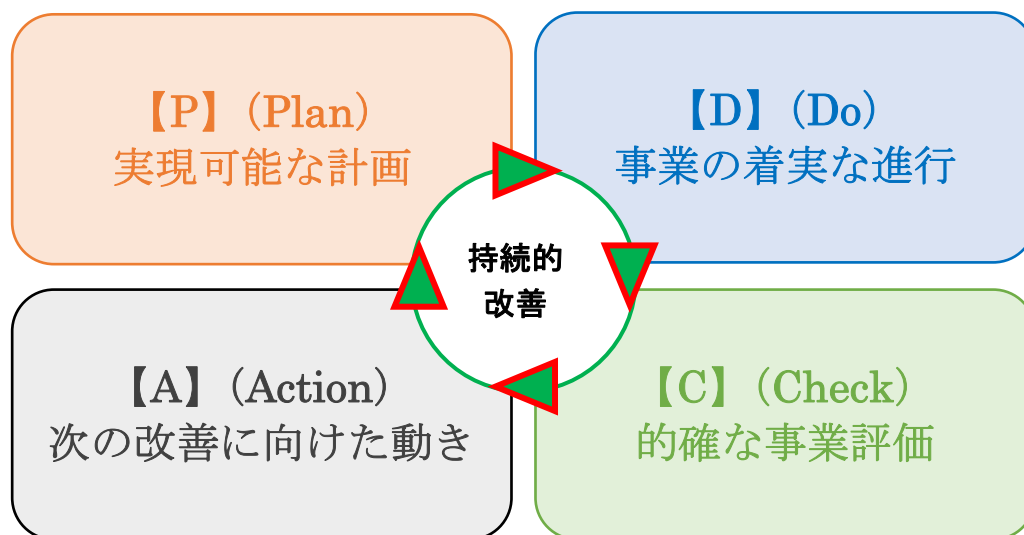 【P】（Plan）
実現可能な計画
【D】（Do）
事業の着実な進行
持続的
改善
【A】（Action）
次の改善に向けた動き
【C】（Check）
的確な事業評価